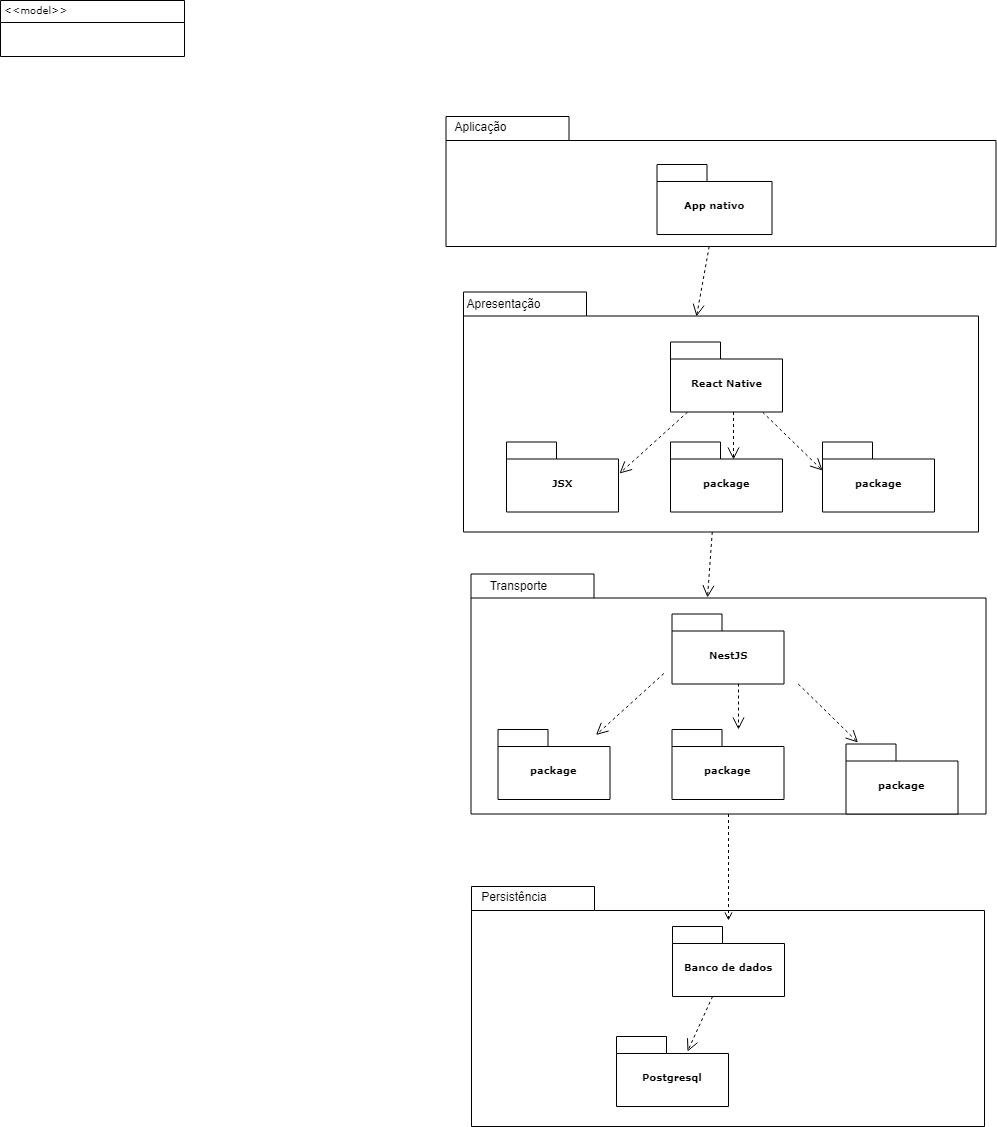 <<model>>
Aplicação
App nativo
Apresentação
React Native
JSX
package
package
Transporte
NestJS
package
package
package
Persistência
Banco de dados
Postgresql